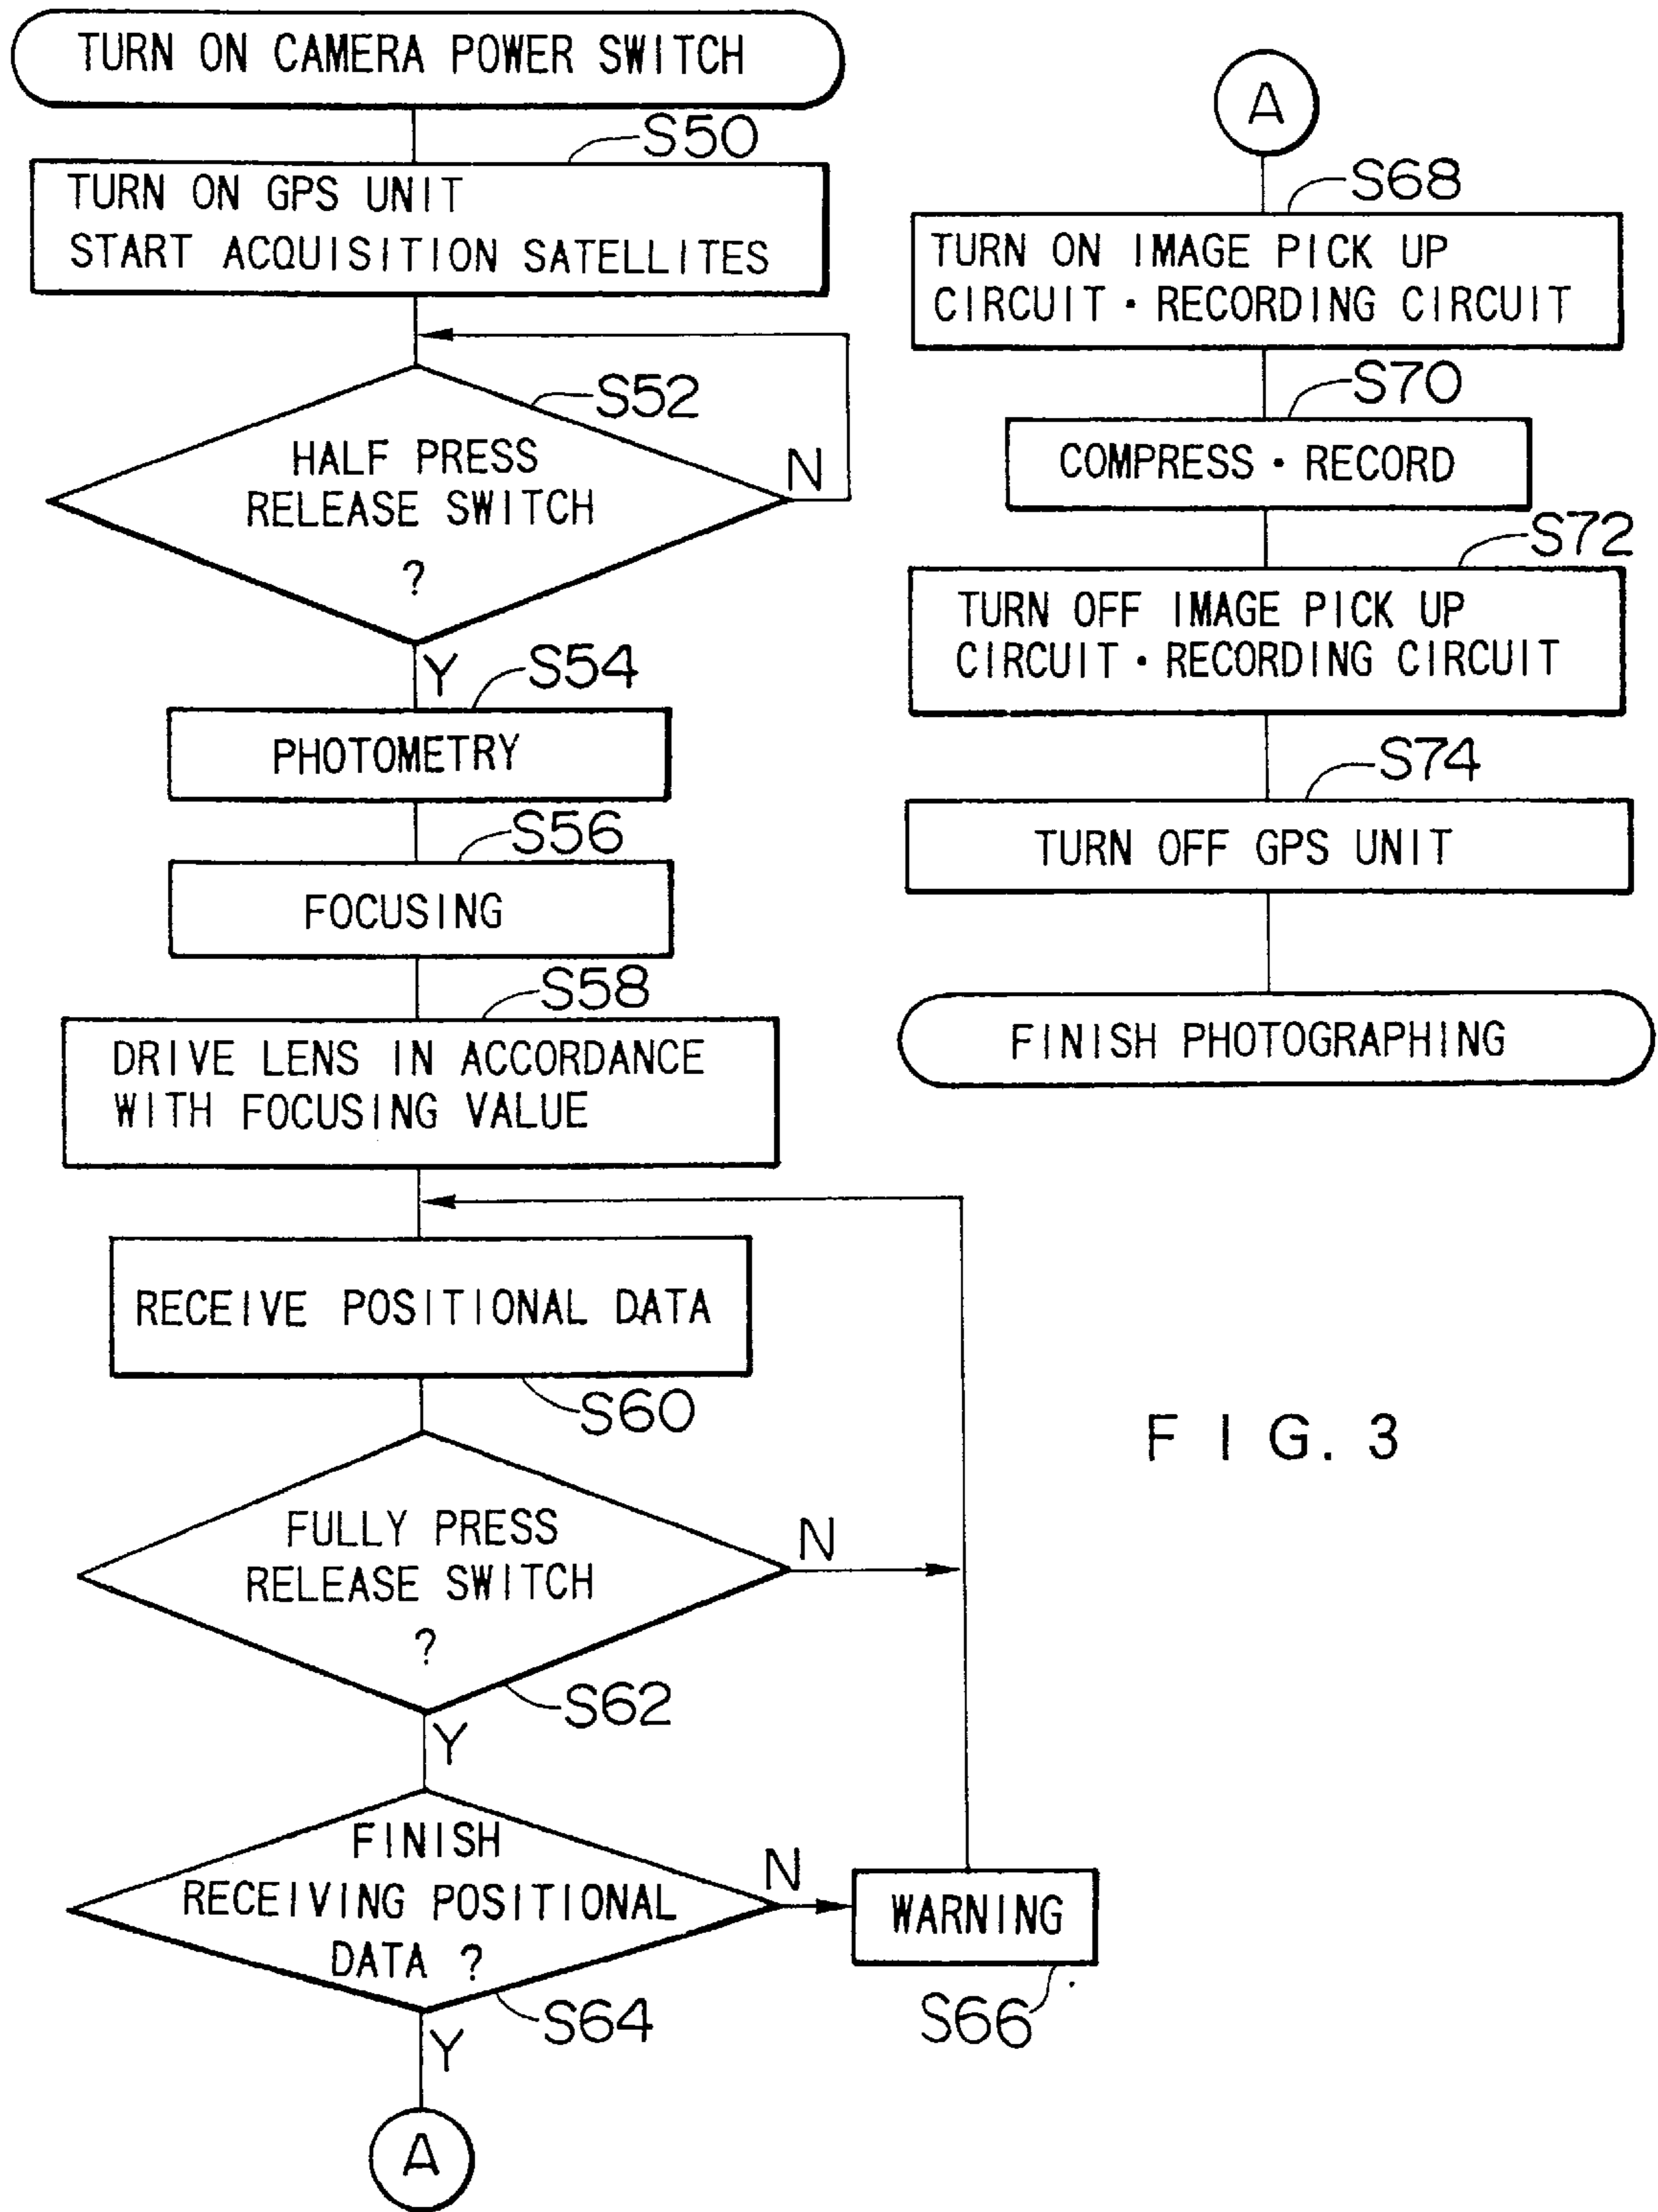 TURN ON CAMERA POWER SWITCH
S50
TURN ON GPS UNIT
START ACQUISITION SATELLITES
S52
HALF PRESS
RELEASE SWITCH
?
N
Y
S54
PHOTOMETRY
S56
FOCUSING
S58
DRIVE LENS IN ACCORDANCE
WITH FOCUSING VALUE
RECEIVE POSITIONAL DATA
S60
FULLY PRESS
RELEASE SWITCH
?
N
S62
Y
FINISH
RECEIVING POSITIONAL
DATA ?
N
WARNING
S66
S64
Y
A
A
S68
TURN ON IMAGE PICK UP
CIRCUIT・RECORDING CIRCUIT
S70
COMPRESS・RECORD
S72
TURN OFF IMAGE PICK UP
CIRCUIT・RECORDING CIRCUIT
S74
TURN OFF GPS UNIT
FINISH PHOTOGRAPHING
FIG. 3